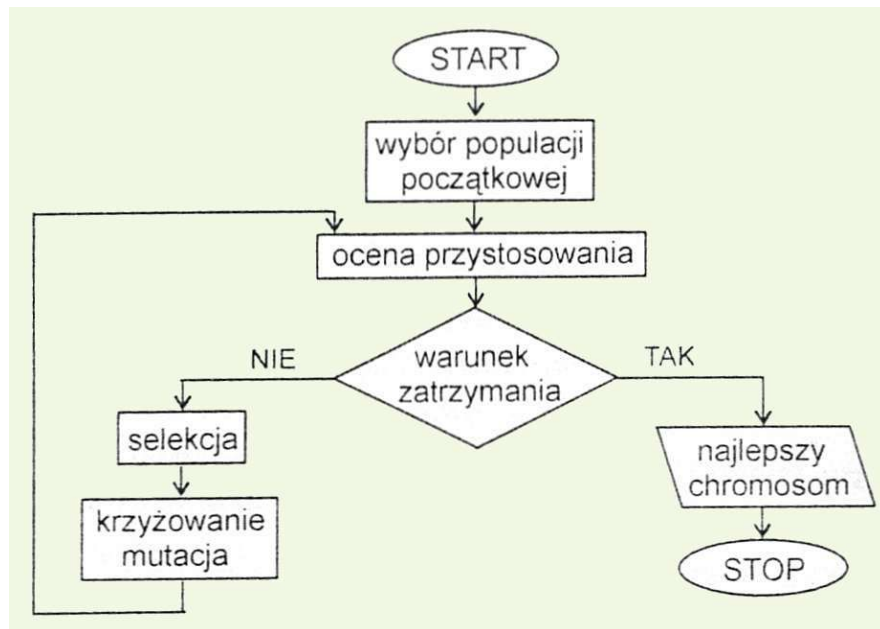 START
wybór populacji
początkowej
ocena przystosowania
warunek
zatrzymania
NIE
TAK
selekcja
krzyżowanie
mutacja
najlepszy
chromosom
STOP